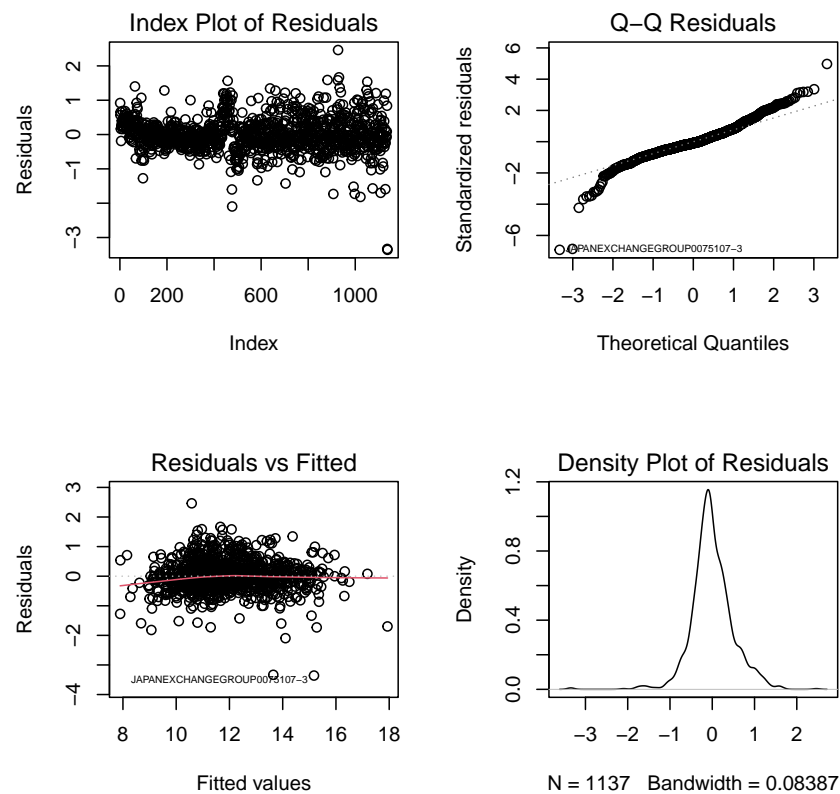 Index Plot of Residuals
Residuals
2
1
0
−1
−3
0 200 600 1000
Index
Q−Q Residuals
Standardized residuals
6
4
2
−2
−6
JAPANEXCHANGEGROUP0075107−3
−3 −2 −1 0 1 2 3
Theoretical Quantiles
Residuals vs Fitted
Residuals
3
2
1
0
−2
−4
JAPANEXCHANGEGROUP0075107−3
8 10 12 14 16 18
Fitted values
Density Plot of Residuals
Density
1.2
0.8
0.4
0.0
−3 −2 −1 0 1 2
N = 1137 Bandwidth = 0.08387